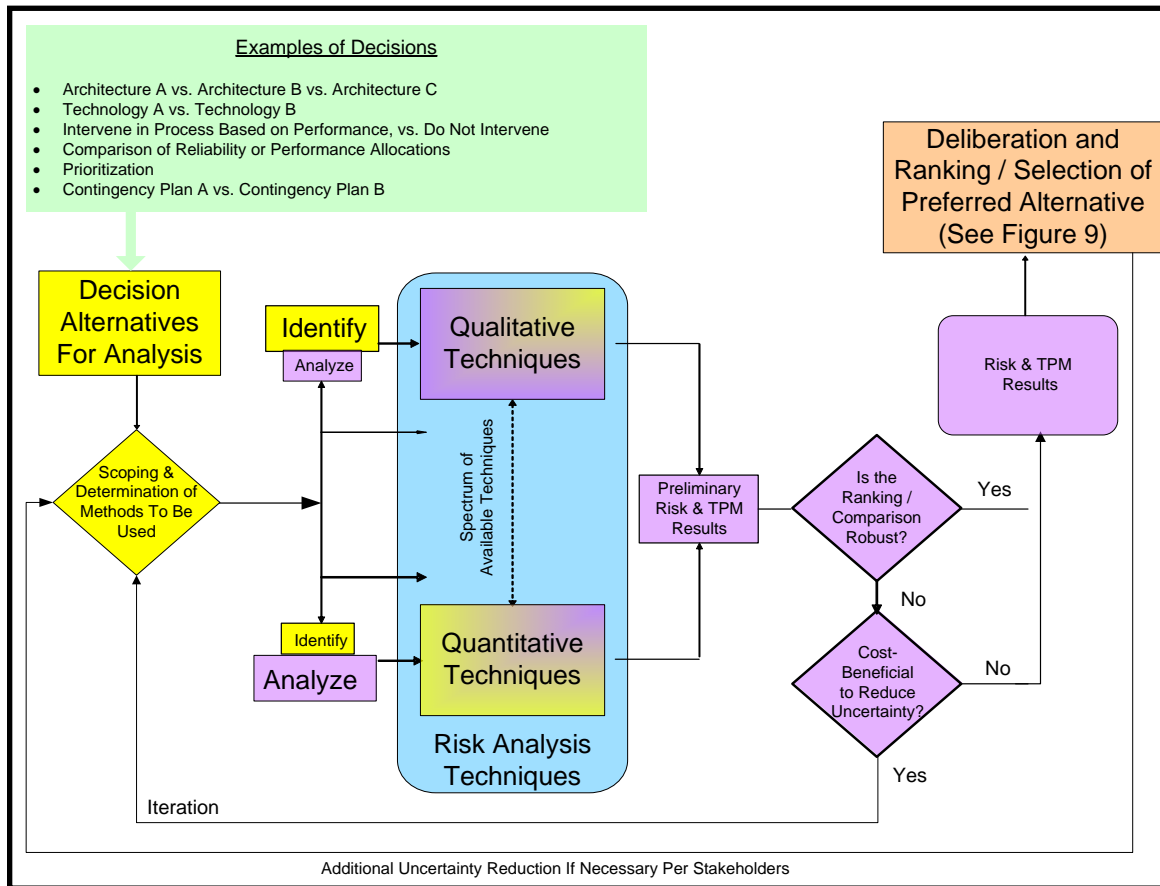 Examples of Decisions
• Architecture A vs. Architecture B vs. Architecture C
• Technology A vs. Technology B
• Intervene in Process Based on Performance, vs. Do Not Intervene
• Comparison of Reliability or Performance Allocations
• Prioritization
• Contingency Plan A vs. Contingency Plan B
Deliberation and
Ranking / Selection of
Preferred Alternative
(See Figure 9)
Decision
Alternatives
For Analysis
Identify
Analyze
Qualitative
Techniques
Risk & TPM
Results
Scoping &
Determination of
Methods To Be
Used
Spectrum of
Available Techniques
Preliminary
Risk & TPM
Results
Is the
Ranking /
Comparison
Robust?
Yes
No
Identify
Analyze
Quantitative
Techniques
Cost-
Beneficial
to Reduce
Uncertainty?
No
Risk Analysis
Techniques
Yes
Iteration
Additional Uncertainty Reduction If Necessary Per Stakeholders